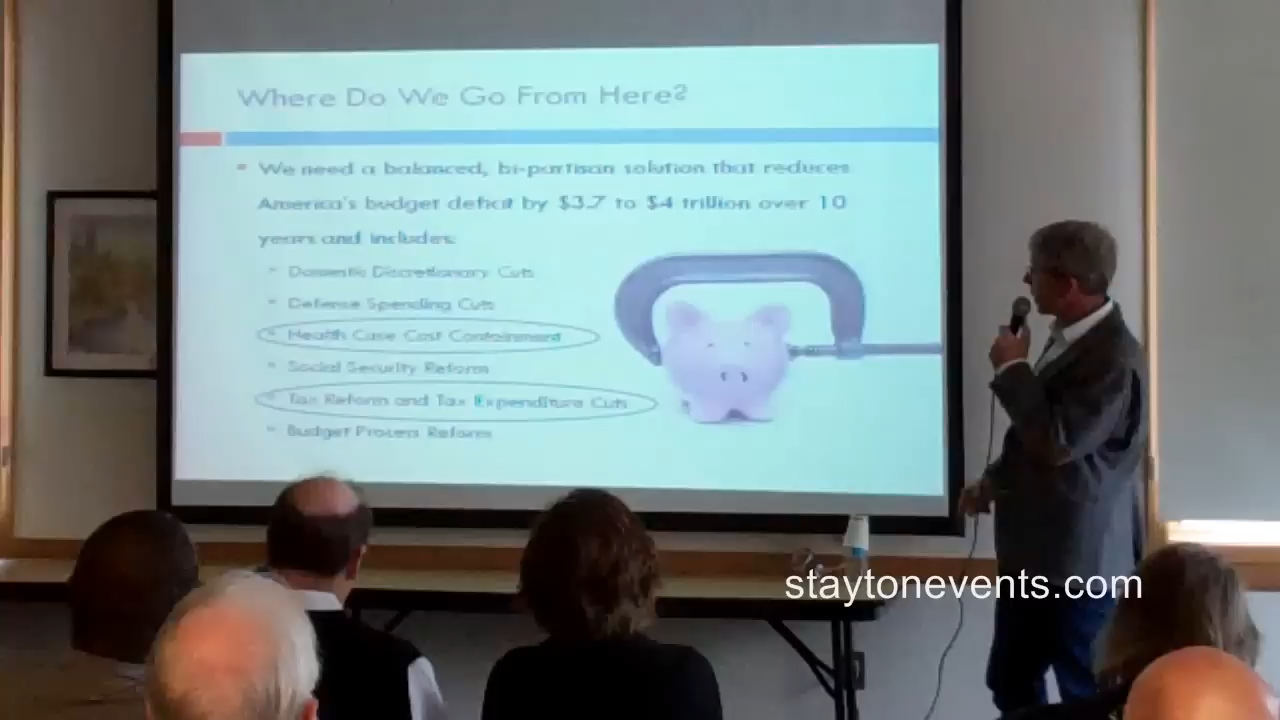 Where Do We Go From Here?
We need a balanced, bi-partisan solution that reduces
America's budget deficit by $3.7 to $4 trillion over 10
years and includes:
Domestic Discretionary Cuts
Defense Spending Cuts
Health Care Cost Containment
Social Security Reform
Tax Reform and Tax Expenditure Cuts
Budget Process Reform
staytonevents.com